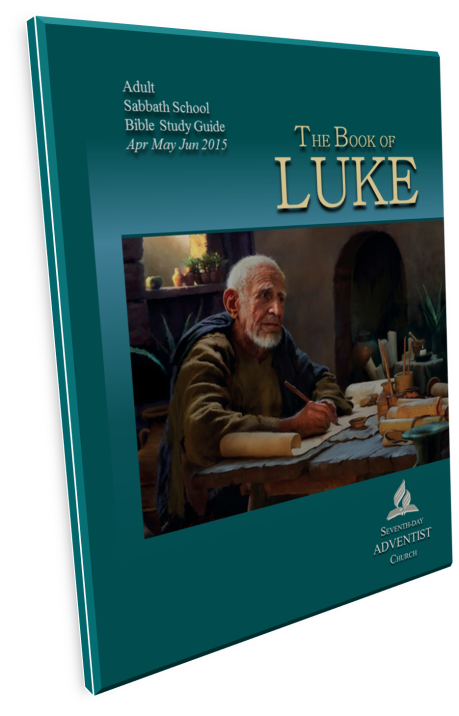 Adult
Sabbath School
Bible Study Guide
Apr May Jun 2015
THE BOOK OF
LUKE
SEVENTH-DAY
ADVENTIST
CHURCH